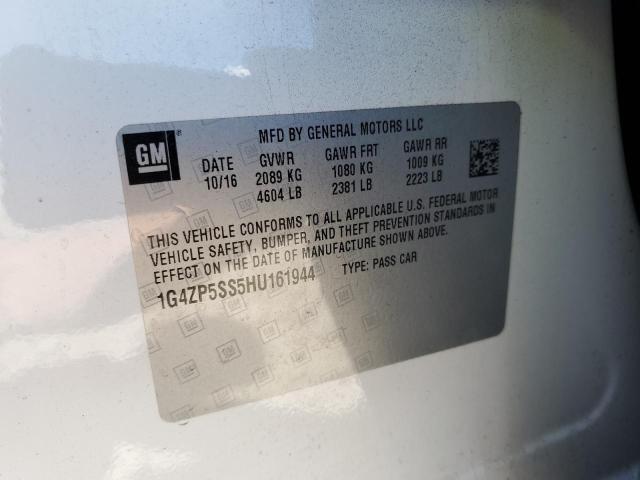 GM
®
MFD BY GENERAL MOTORS LLC
DATE GVWR GAWR FRT GAWR RR
10/16 2089 KG 1080 KG 1009 KG
4604 LB 2381 LB 2223 LB
THIS VEHICLE CONFORMS TO ALL APPLICABLE U.S. FEDERAL MOTOR
VEHICLE SAFETY, BUMPER, AND THEFT PREVENTION STANDARDS IN
EFFECT ON THE DATE OF MANUFACTURE SHOWN ABOVE.
1G4ZP5SS5HU161944 TYPE: PASS CAR